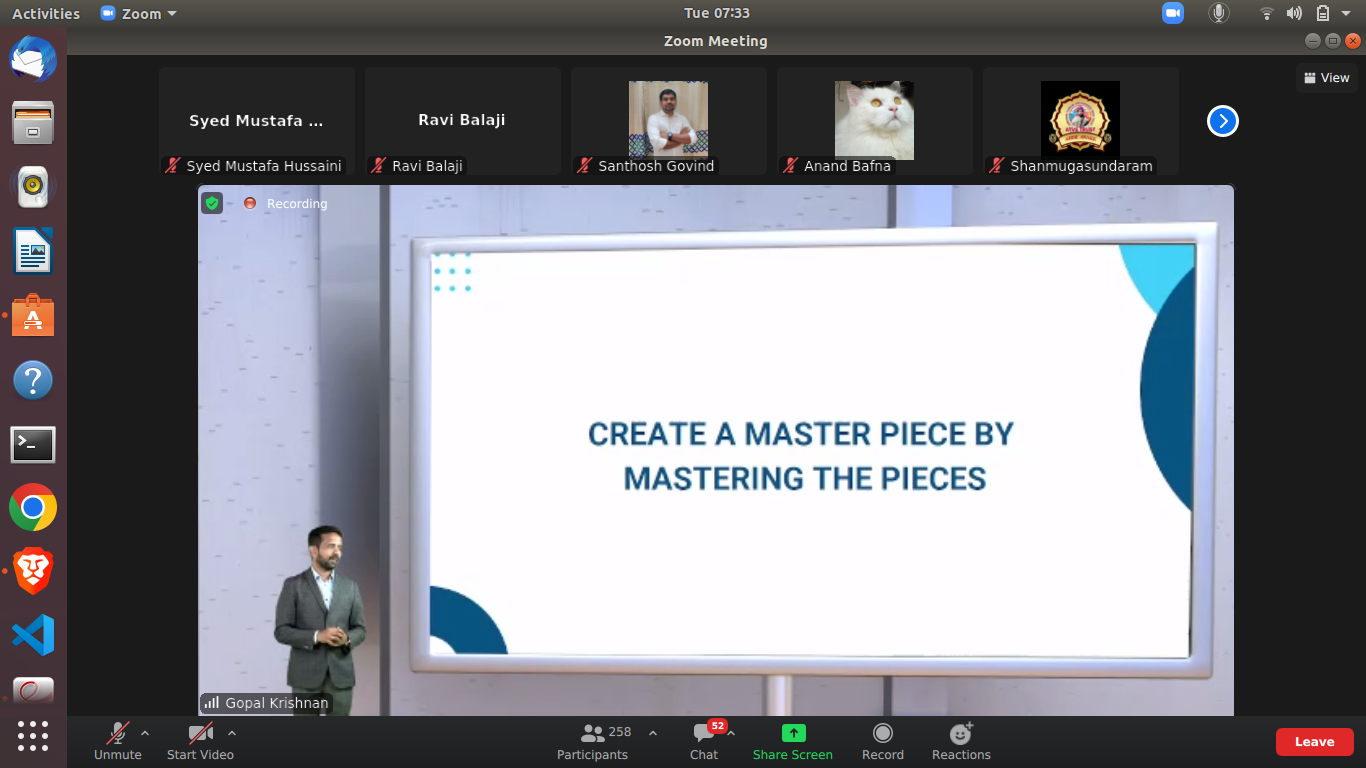 Activities
Zoom
Tue 07:33
Zoom Meeting
View
Syed Mustafa ...
Ravi Balaji
Syed Mustafa Hussaini
Ravi Balaji
Santhosh Govind
Anand Bafna
Shanmugasundaram
Recording
CREATE A MASTER PIECE BY
MASTERING THE PIECES
Gopal Krishnan
258
52
Unmute
Start Video
Participants
Chat
Share Screen
Record
Reactions
Leave